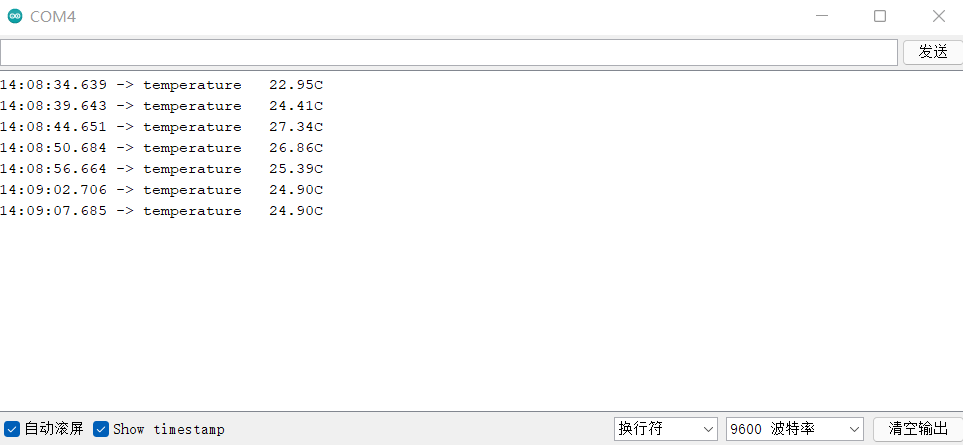 COM4
发送
14:08:34.639 -> temperature   22.95C
14:08:39.643 -> temperature   24.41C
14:08:44.651 -> temperature   27.34C
14:08:50.684 -> temperature   26.86C
14:08:56.664 -> temperature   25.39C
14:09:02.706 -> temperature   24.90C
14:09:07.685 -> temperature   24.90C
自动滚屏 Show timestamp 换行符 9600 波特率 清空输出